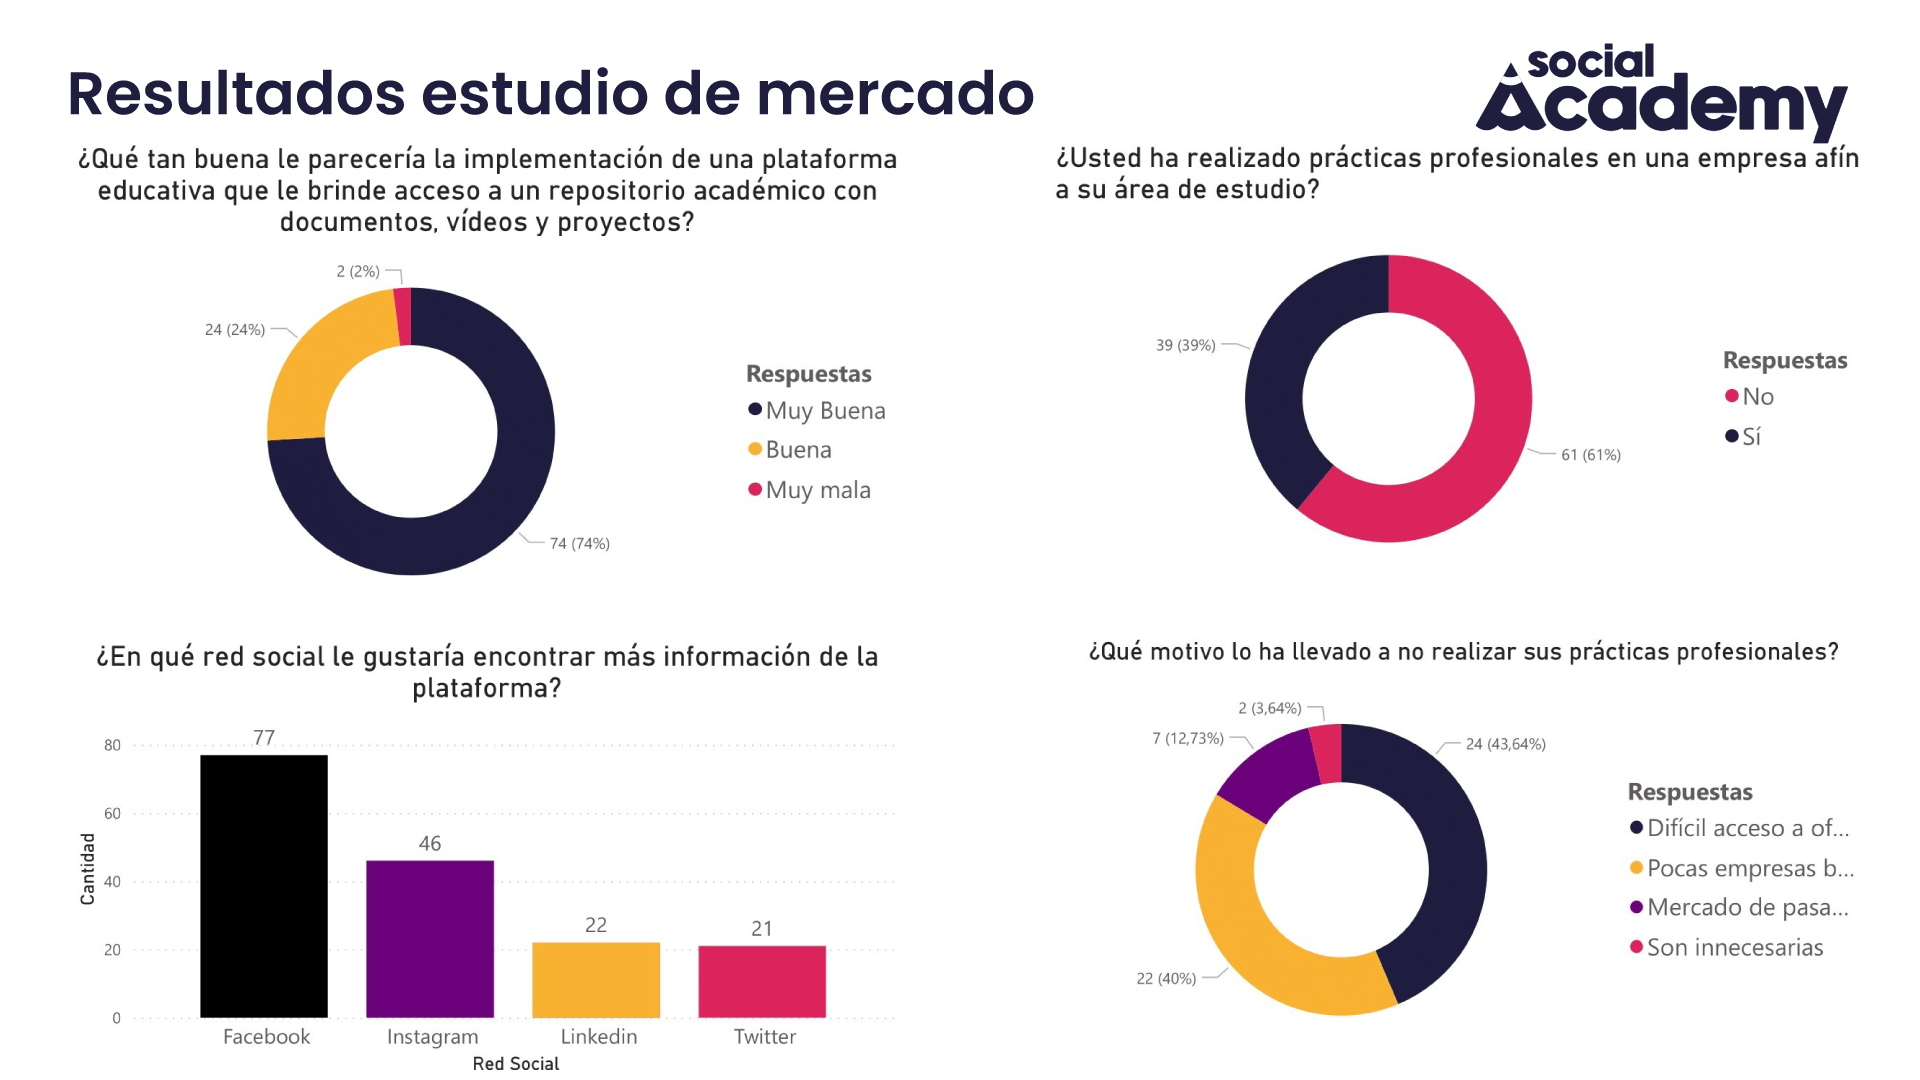 Resultados estudio de mercado
social
Academy
¿Qué tan buena le parecería la implementación de una plataforma
educativa que le brinde acceso a un repositorio académico con
documentos, vídeos y proyectos?
2 (2%)
24 (24%)
74 (74%)
Respuestas
Muy Buena
Buena
Muy mala
¿Usted ha realizado prácticas profesionales en una empresa afín
a su área de estudio?
39 (39%)
61 (61%)
Respuestas
No
Sí
¿En qué red social le gustaría encontrar más información de la
plataforma?
Cantidad
80
60
40
20
0
77
46
22
21
Facebook
Instagram
Linkedin
Twitter
Red Social
¿Qué motivo lo ha llevado a no realizar sus prácticas profesionales?
2 (3,64%)
7 (12,73%)
24 (43,64%)
22 (40%)
Respuestas
Difícil acceso a of...
Pocas empresas b...
Mercado de pasa...
Son innecesarias